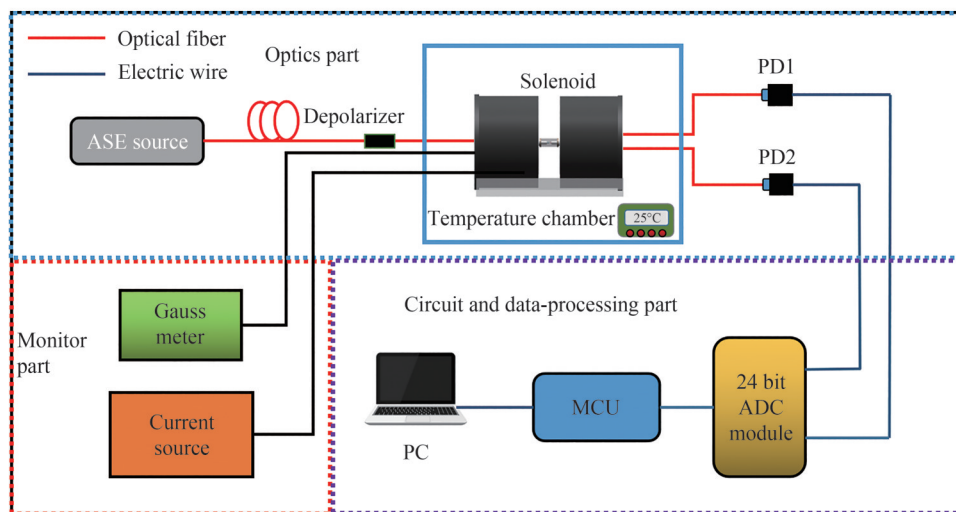 Optical fiber
Electric wire
Optics part
ASE source
Depolarizer
Solenoid
Temperature chamber
25°C
PD1
PD2
Monitor
part
Gauss
meter
Current
source
Circuit and data-processing part
PC
MCU
24 bit
ADC
module